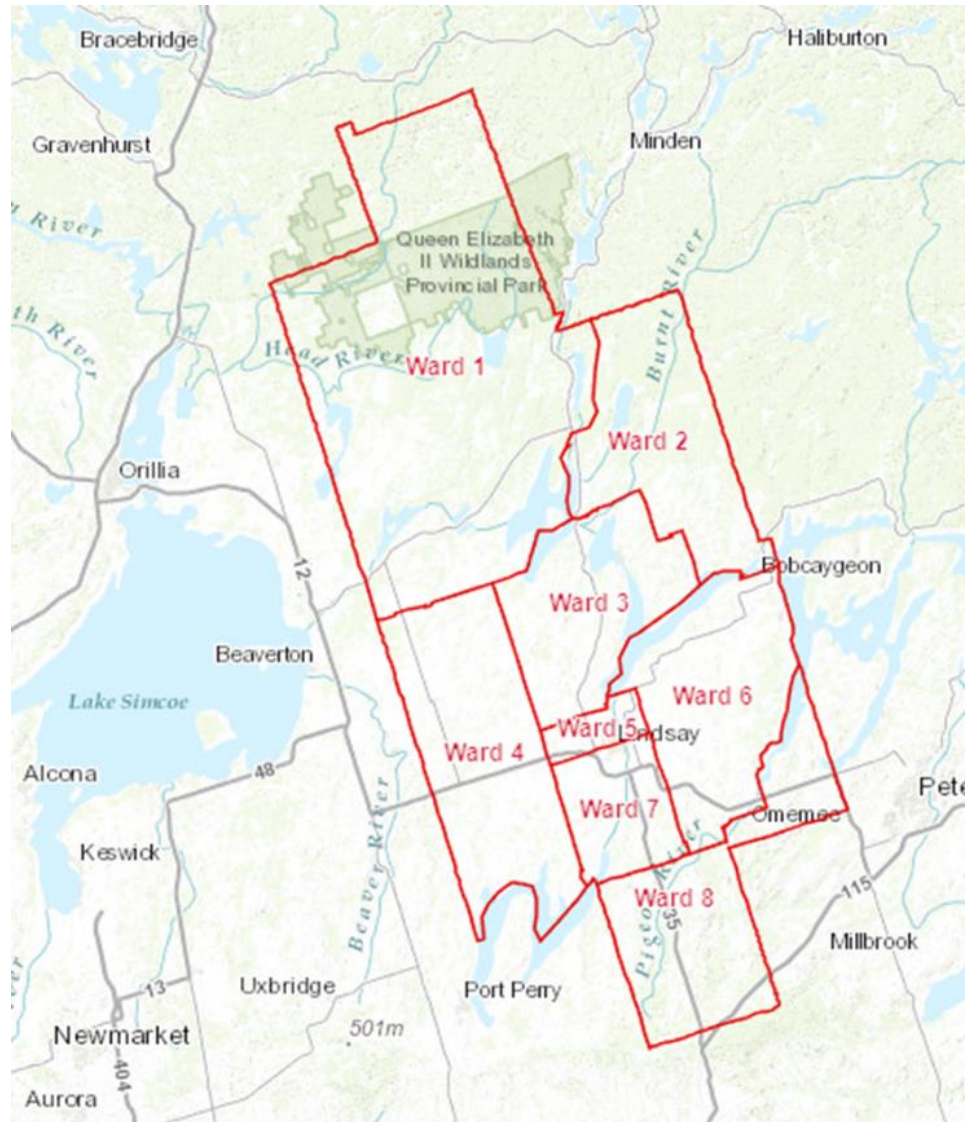 Bracebridge
Haliburton
Gravenhurst
Minden
River
Queen Elizabeth
II Wildlands
Provincial Park
Burnt River
th River
Head River
Ward 1
Ward 2
Orillia
12
Bobcaygeon
Ward 3
Beaverton
Ward 6
Lake Simcoe
Ward 5
Lindsay
Ward 4
Alcona
48
Pete
Ward 7
Omemee
Keswick
Beaver River
Ward 8
115
Pigeon River
35
Millbrook
Uxbridge
Port Perry
13
501m
Newmarket
404
Aurora